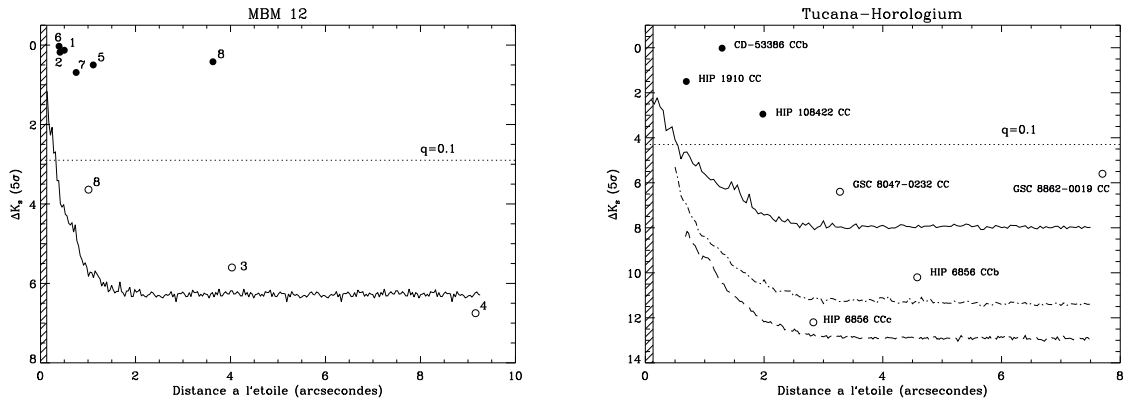 MBM 12
0
2
4
6
8
ΔKs (5σ)
6
1
2
7
5
8
q=0.1
8
3
4
0 2 4 6 8 10
Distance a l'etoile (arcsecondes)
Tucana-Horologium
0
2
4
6
8
10
12
14
ΔKs (5σ)
CD-53386 CCb
HIP 1910 CC
HIP 108422 CC
q=0.1
GSC 8047-0232 CC
GSC 8862-0019 CC
HIP 6856 CCb
HIP 6856 CCc
0 2 4 6 8
Distance a l'etoile (arcsecondes)